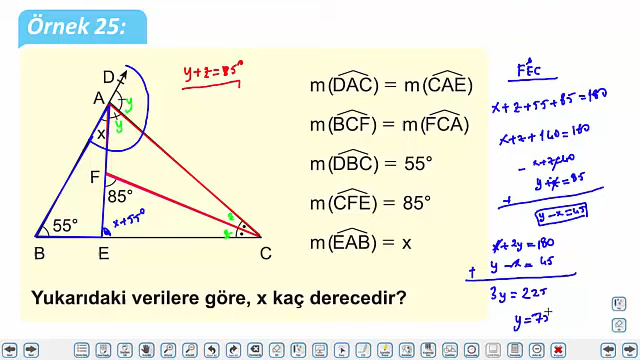 Örnek 25:
D
A
y
y
x
F
85°
55°
x+55°
z
z
B
E
C
y+z=85°
m(DAC) = m(CAE)
m(BCF) = m(FCA)
m(DBC) = 55°
m(CFE) = 85°
m(EAB) = x
Yukarıdaki verilere göre, x kaç derecedir?
FEC
x+z+55+85=180
x+z+140=180
y-x=45
x+2y=180
+ y-x=45
3y=225
y=75